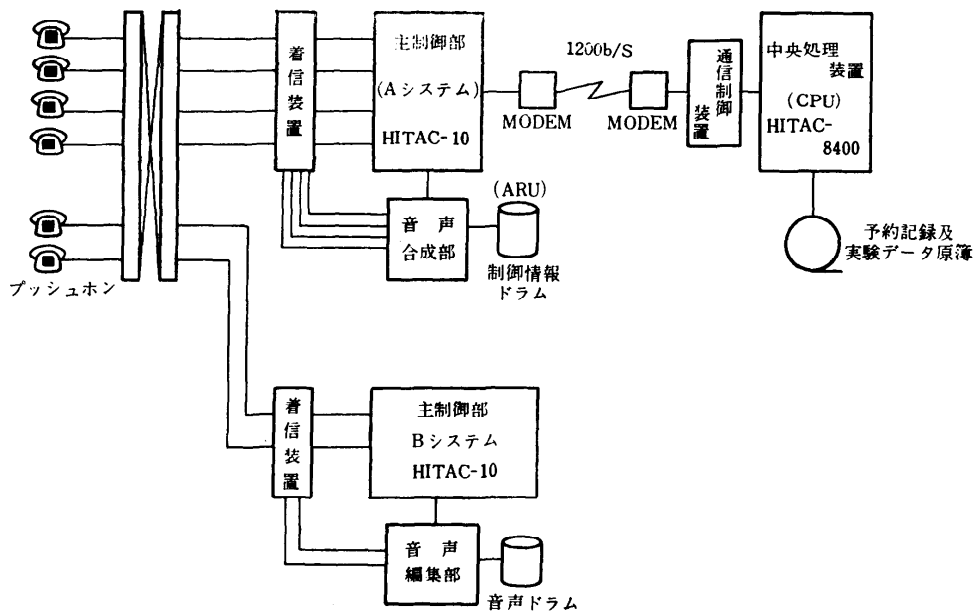 着信装置
主制御部
(Aシステム)
HITAC-10
1200b/S
MODEM
MODEM
通信制御
装置
中央処理
装置
(CPU)
HITAC-
8400
音声
合成部
(ARU)
制御情報
ドラム
予約記録及
実験データ原簿
プッシュホン
着信装置
主制御部
Bシステム
HITAC-10
音声
編集部
音声ドラム